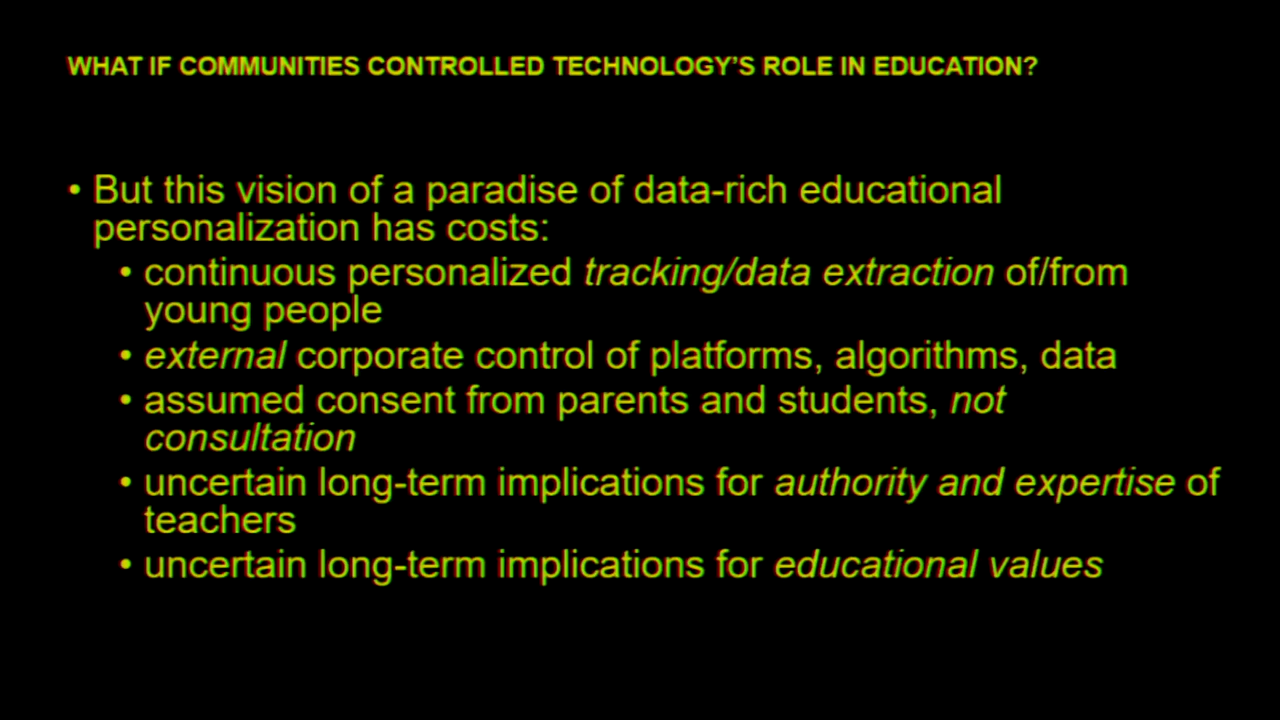 WHAT IF COMMUNITIES CONTROLLED TECHNOLOGY’S ROLE IN EDUCATION?
• But this vision of a paradise of data-rich educational
personalization has costs:
• continuous personalized tracking/data extraction of/from
young people
• external corporate control of platforms, algorithms, data
• assumed consent from parents and students, not
consultation
• uncertain long-term implications for authority and expertise of
teachers
• uncertain long-term implications for educational values